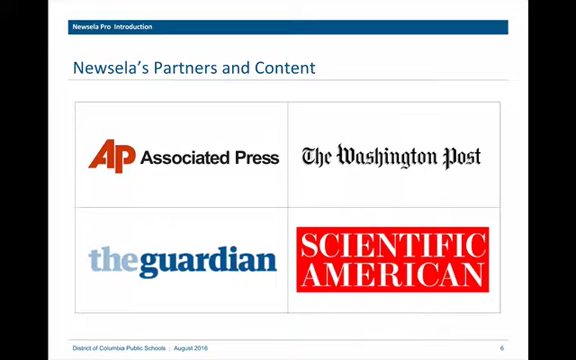 Newsela Pro Introduction
Newsela's Partners and Content
AP Associated Press
The Washington Post
theguardian
SCIENTIFIC
AMERICAN
District of Columbia Public Schools | August 2016 6